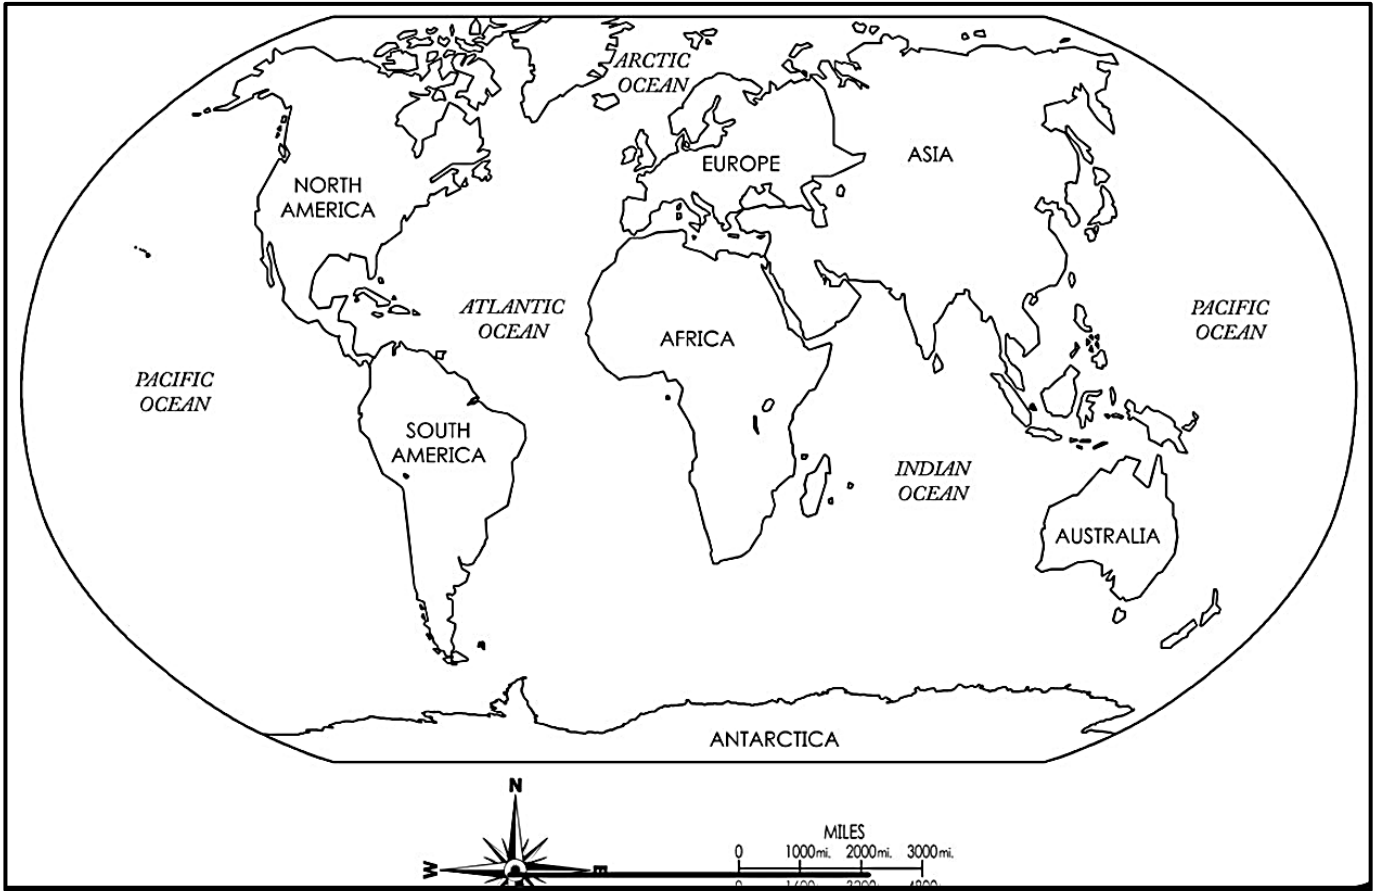 ARCTIC
OCEAN
NORTH
AMERICA
EUROPE
ASIA
ATLANTIC
OCEAN
AFRICA
PACIFIC
OCEAN
PACIFIC
OCEAN
SOUTH
AMERICA
INDIAN
OCEAN
AUSTRALIA
ANTARCTICA
N
W E
MILES
0 1000mi. 2000mi. 3000mi.